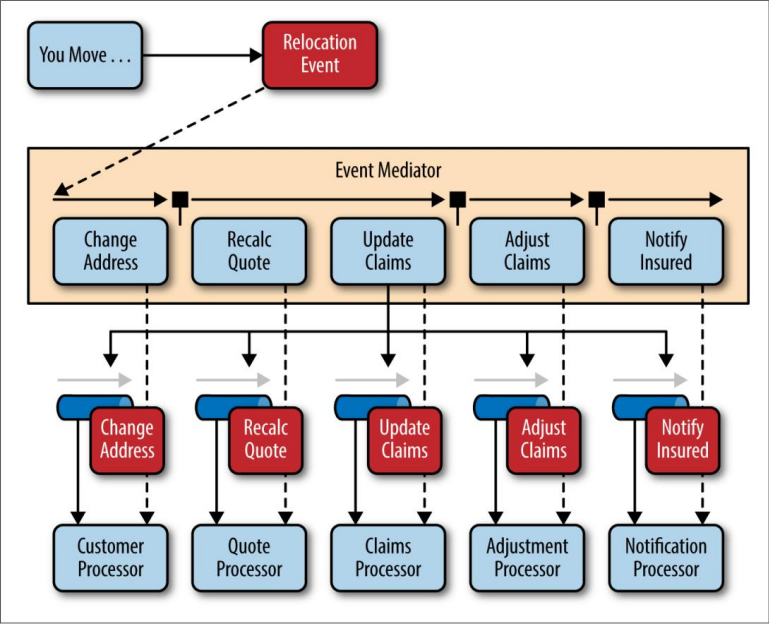 You Move . . .
Relocation
Event
Event Mediator
Change
Address
Recalc
Quote
Update
Claims
Adjust
Claims
Notify
Insured
Change
Address
Recalc
Quote
Update
Claims
Adjust
Claims
Notify
Insured
Customer
Processor
Quote
Processor
Claims
Processor
Adjustment
Processor
Notification
Processor